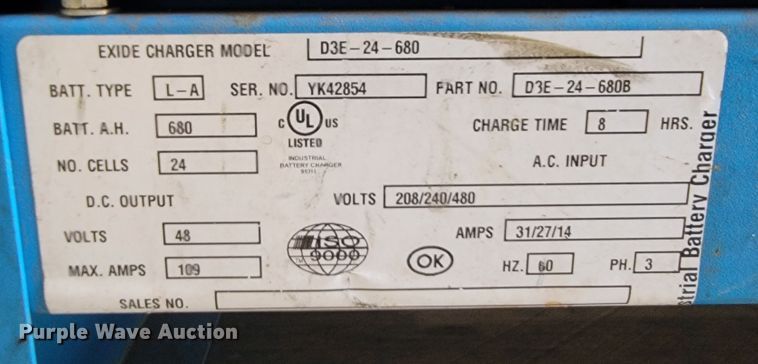 EXIDE CHARGER MODEL D3E-24-680
BATT. TYPE L-A SER. NO. YK42854 PART NO. D3E-24-680B
BATT. A.H. 680 C UL US CHARGE TIME 8 HRS.
LISTED
NO. CELLS 24 INDUSTRIAL BATTERY CHARGER A.C. INPUT
D.C. OUTPUT VOLTS 208/240/480
VOLTS 48 ISO 9000 AMPS 31/27/14
MAX. AMPS 109 OK HZ. 60 PH. 3
SALES NO.
strial Battery Charger
Purple Wave Auction